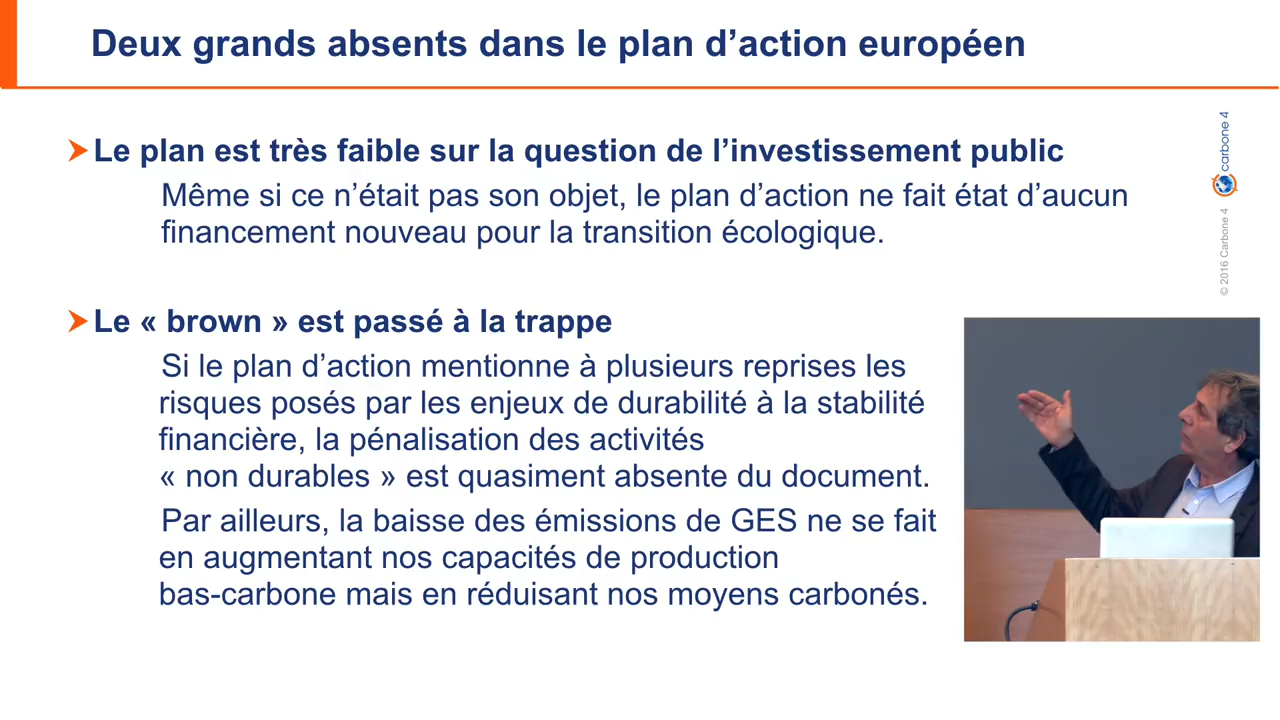 Deux grands absents dans le plan d’action européen
Le plan est très faible sur la question de l’investissement public
Même si ce n’était pas son objet, le plan d’action ne fait état d’aucun
financement nouveau pour la transition écologique.
Le « brown » est passé à la trappe
Si le plan d’action mentionne à plusieurs reprises les
risques posés par les enjeux de durabilité à la stabilité
financière, la pénalisation des activités
« non durables » est quasiment absente du document.
Par ailleurs, la baisse des émissions de GES ne se fait
en augmentant nos capacités de production
bas-carbone mais en réduisant nos moyens carbonés.
carbone 4
© 2016 Carbone 4